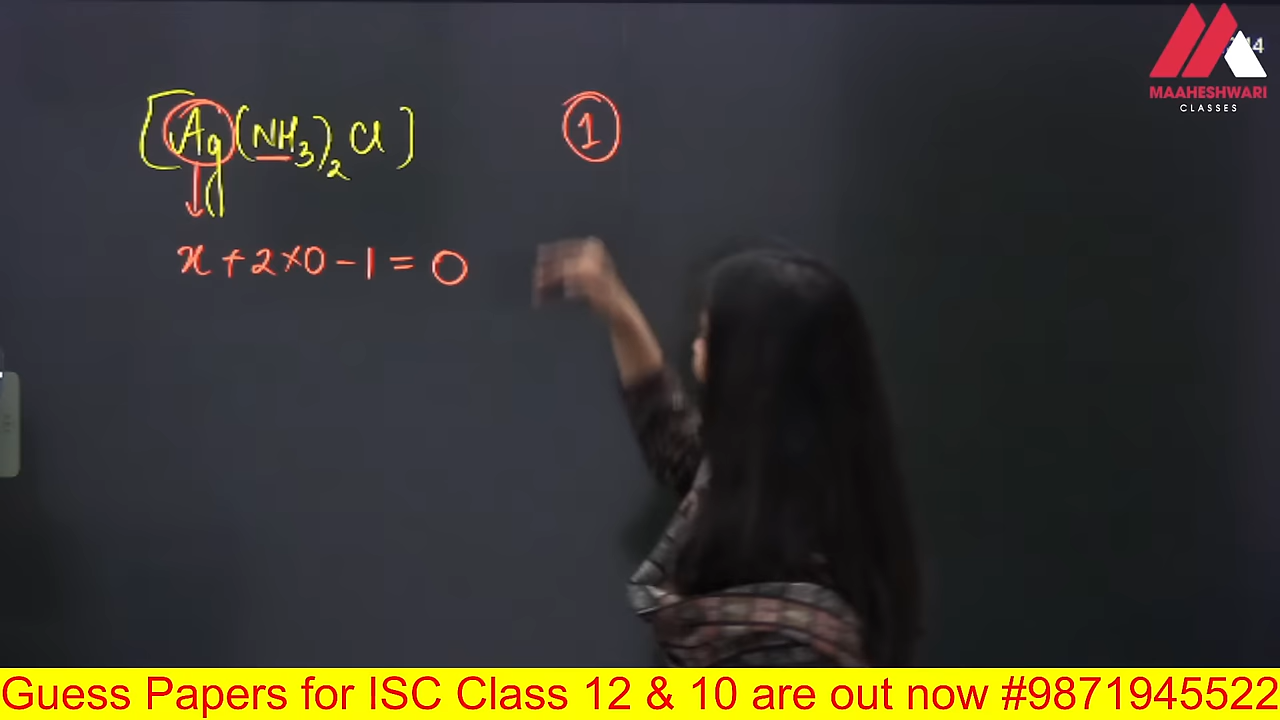 [Ag(NH₃)₂Cl]
1
x + 2×0 − 1 = 0
MAAHESHWARI
CLASSES
Guess Papers for ISC Class 12 & 10 are out now #9871945522